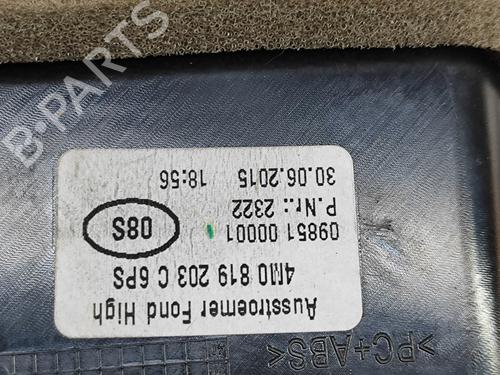 Ausstroemer Fond High
4M0 819 203 C 6PS
09851 00001
P.Nr.: 2322
30.06.2015 18:56
08S
>PC+ABS<
B-PARTS